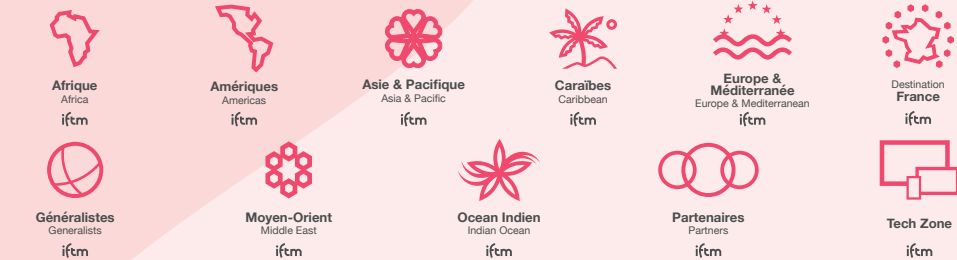 Afrique
Africa
iftm
Amériques
Americas
iftm
Asie & Pacifique
Asia & Pacific
iftm
Caraïbes
Caribbean
iftm
Europe &
Méditerranée
Europe & Mediterranean
iftm
Destination
France
iftm
Généralistes
Generalists
iftm
Moyen-Orient
Middle East
iftm
Ocean Indien
Indian Ocean
iftm
Partenaires
Partners
iftm
Tech Zone
iftm